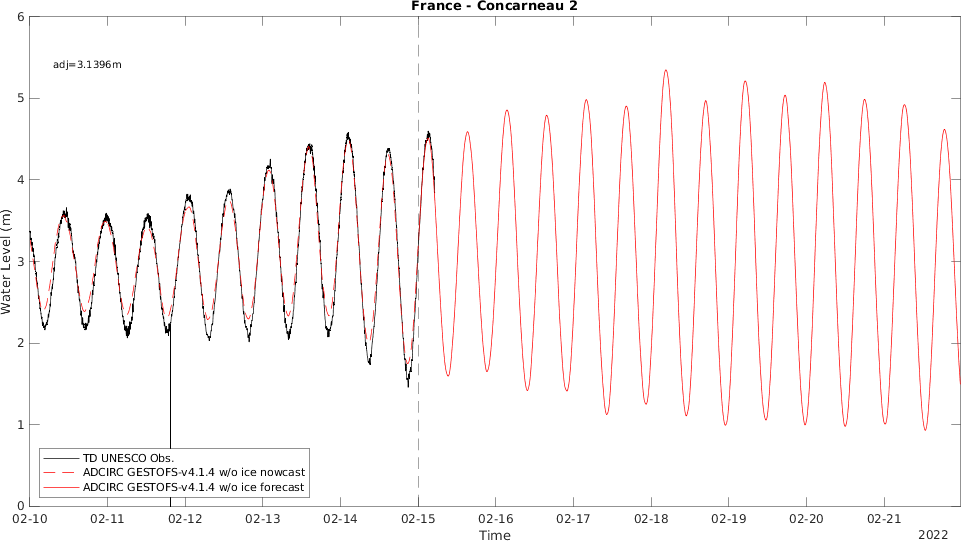 France - Concarneau 2
adj=3.1396m
6
5
4
3
2
1
0
Water Level (m)
TD UNESCO Obs.
ADCIRC GESTOFS-v4.1.4 w/o ice nowcast
ADCIRC GESTOFS-v4.1.4 w/o ice forecast
02-10 02-11 02-12 02-13 02-14 02-15 02-16 02-17 02-18 02-19 02-20 02-21
Time
2022